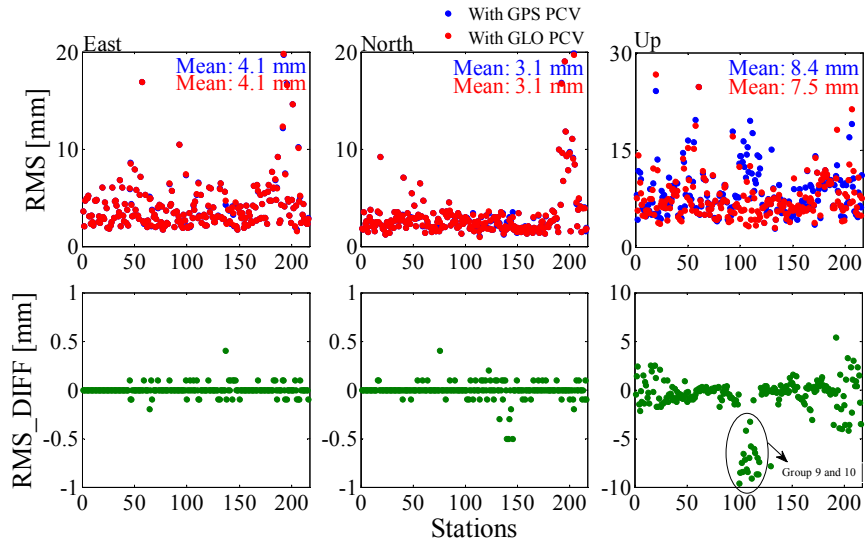 With GPS PCV
With GLO PCV
East
North
Up
Mean: 4.1 mm
Mean: 4.1 mm
Mean: 3.1 mm
Mean: 3.1 mm
Mean: 8.4 mm
Mean: 7.5 mm
RMS [mm]
20
10
0
0 50 100 150 200
20
10
0
0 50 100 150 200
30
15
0
0 50 100 150 200
RMS_DIFF [mm]
1
0.5
0
-0.5
-1
0 50 100 150 200
1
0.5
0
-0.5
-1
0 50 100 150 200
10
5
0
-5
-10
0 50 100 150 200
Group 9 and 10
Stations